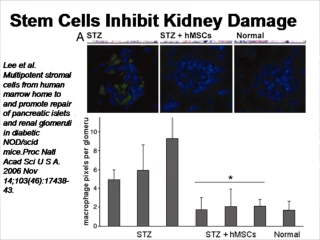 Stem Cells Inhibit Kidney Damage
A STZ STZ + hMSCs Normal
Lee et al.
Multipotent stromal
cells from human
marrow home to
and promote repair
of pancreatic islets
and renal glomeruli
in diabetic
NOD/scid
mice.Proc Natl
Acad Sci U S A.
2006 Nov
14;103(46):17438-
43.
macrophage pixels per glomeru
10
8
6
4
2
0
*
STZ STZ + hMSCs Normal